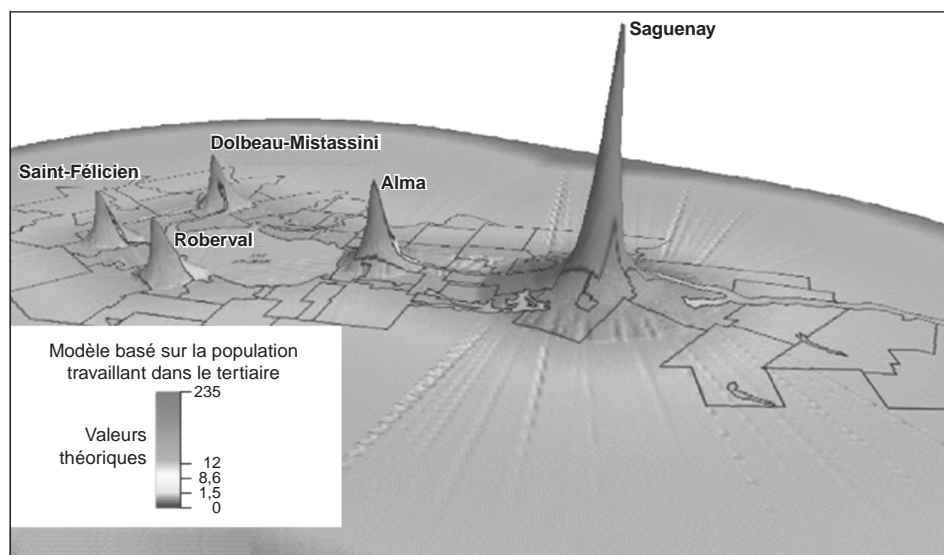 Saguenay
Dolbeau-Mistassini
Saint-Félicien
Alma
Roberval
Modèle basé sur la population
travaillant dans le tertiaire
235
Valeurs
théoriques
12
8,6
1,5
0